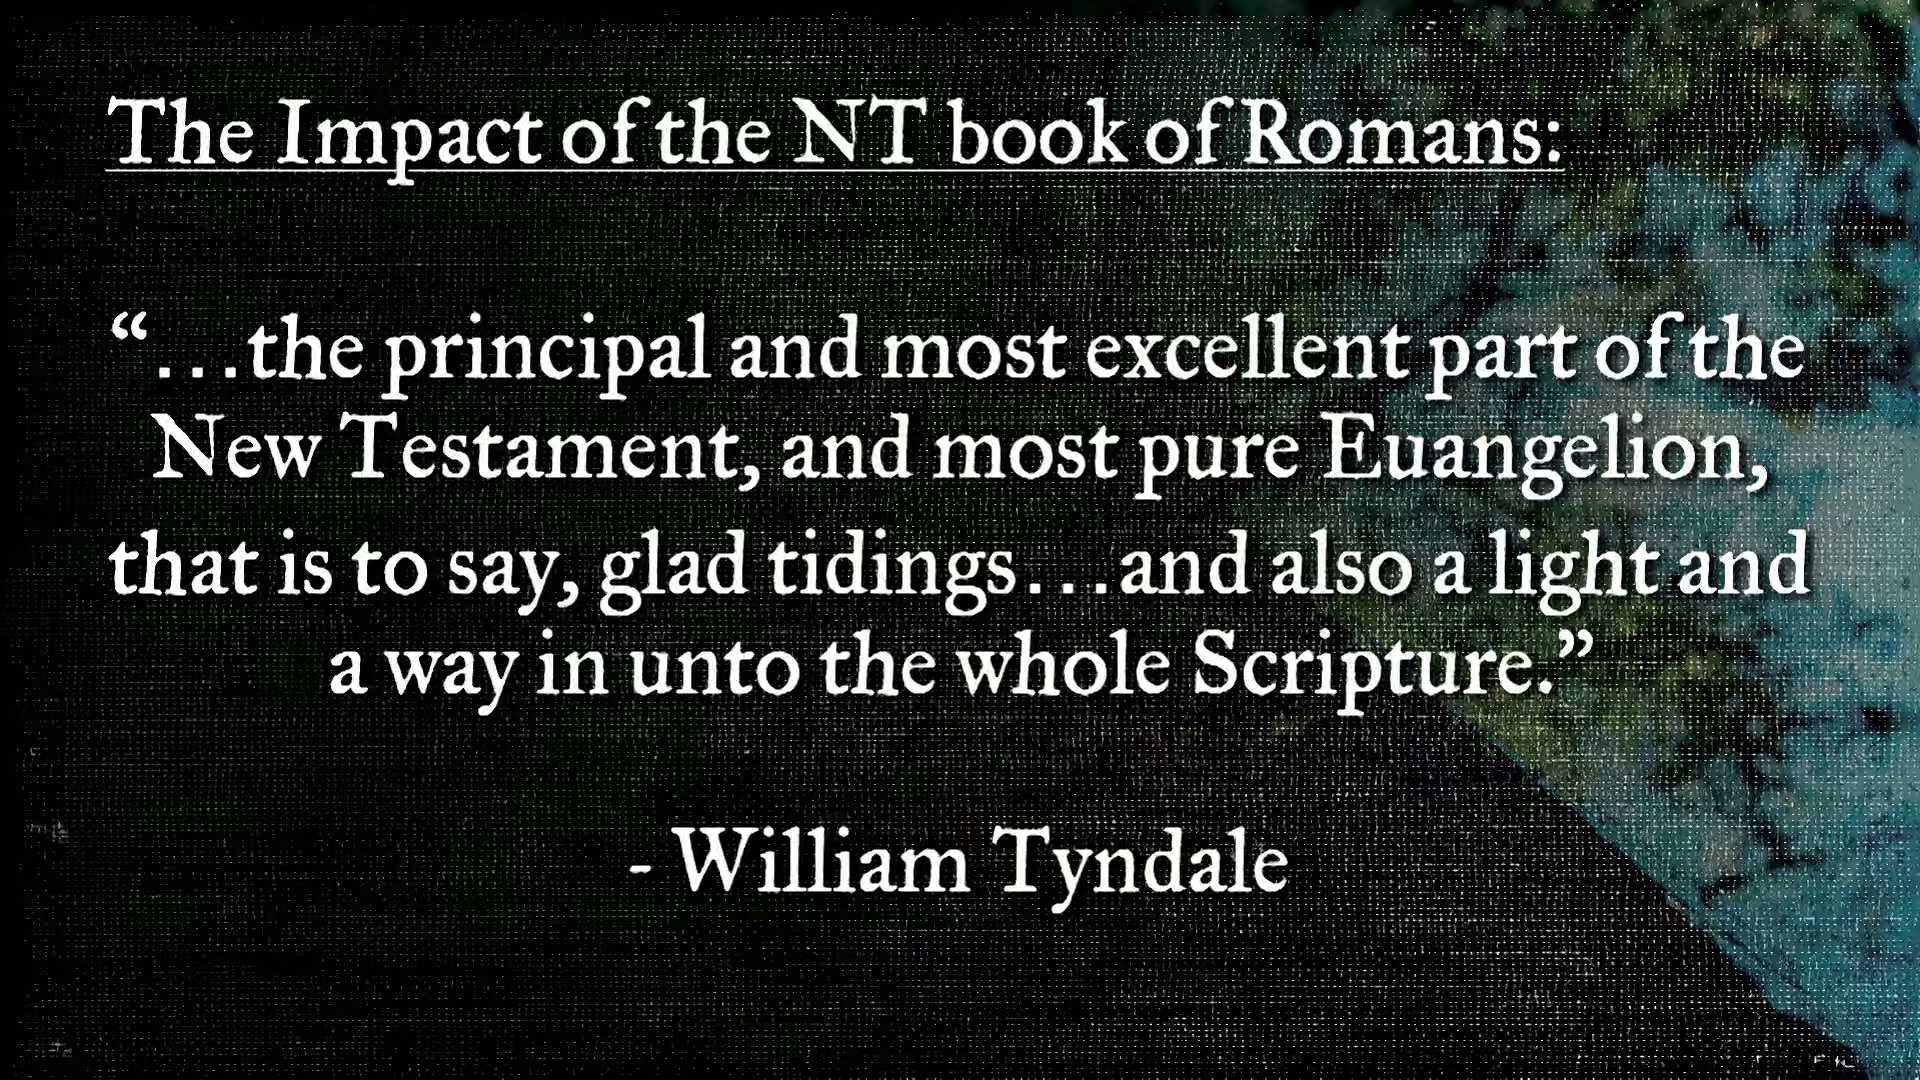 The Impact of the NT book of Romans:
“…the principal and most excellent part of the
New Testament, and most pure Euangelion,
that is to say, glad tidings…and also a light and
a way in unto the whole Scripture.”
- William Tyndale